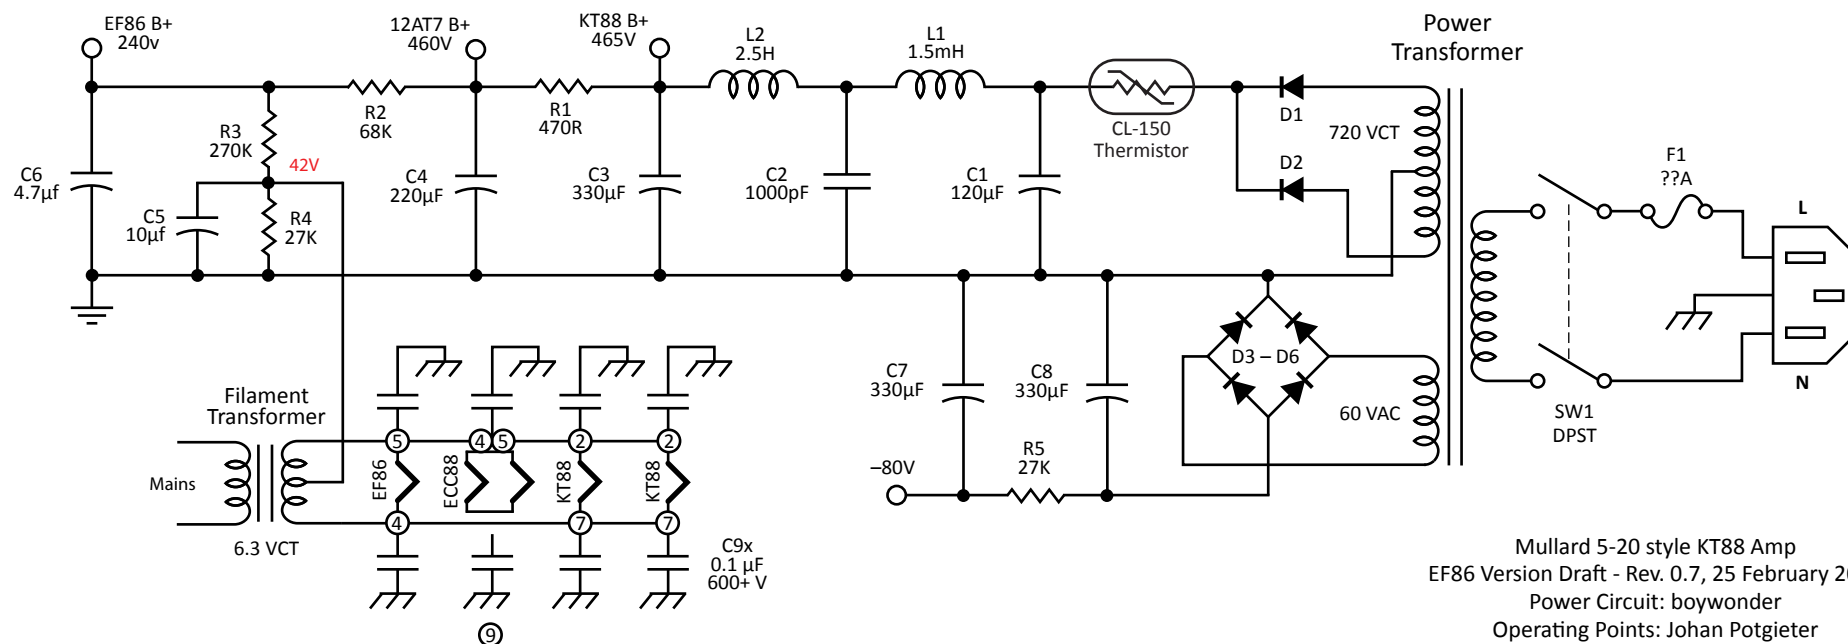 EF86 B+
240v
12AT7 B+
460V
KT88 B+
465V
L2
2.5H
L1
1.5mH
Power
Transformer
R2
68K
R1
470R
CL-150
Thermistor
D1
D2
720 VCT
F1
??A
R3
270K
42V
C6
4.7µf
C5
10µf
R4
27K
C4
220µF
C3
330µF
C2
1000pF
C1
120µF
L
N
SW1
DPST
D3 – D6
60 VAC
C7
330µF
C8
330µF
R5
27K
–80V
Filament
Transformer
Mains
6.3 VCT
5
4
5
2
2
EF86
ECC88
KT88
KT88
4
7
7
9
C9x
0.1 µF
600+ V
Mullard 5-20 style KT88 Amp
EF86 Version Draft - Rev. 0.7, 25 February
Power Circuit: boywonder
Operating Points: Johan Potgieter